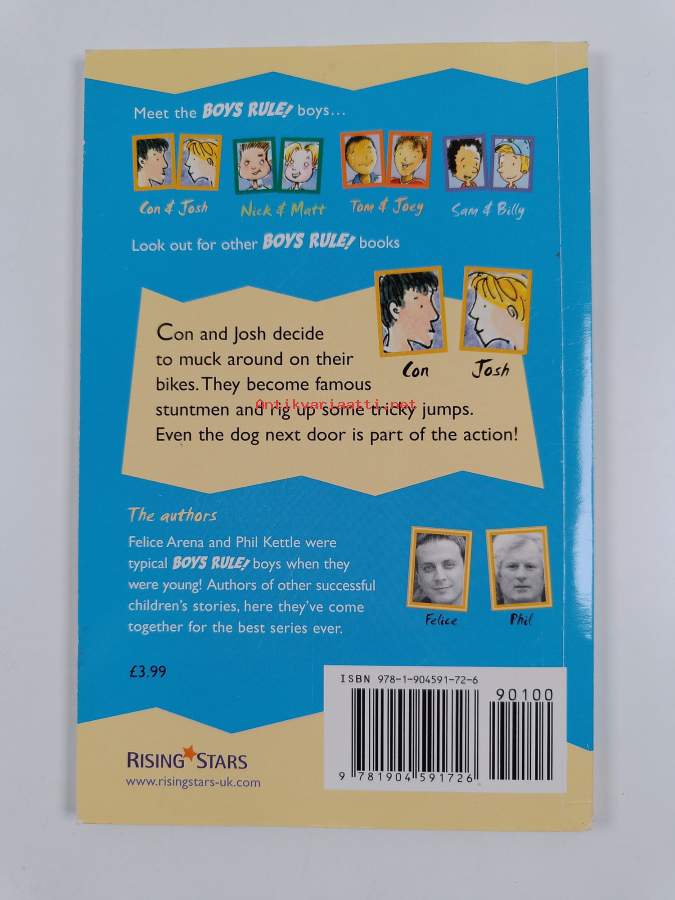 Meet the BOYS RULE! boys...
Con & Josh
Nick & Matt
Tom & Joey
Sam & Billy
Look out for other BOYS RULE! books
Con and Josh decide
to muck around on their
bikes. They become famous
stuntmen and rig up some tricky jumps.
Even the dog next door is part of the action!
Con
Josh
Antikvariaatti.net
The authors
Felice Arena and Phil Kettle were
typical BOYS RULE! boys when they
were young! Authors of other successful
children's stories, here they've come
together for the best series ever.
Felice
Phil
£3.99
ISBN 978-1-904591-72-6
90100
9 781904 591726
RISING STARS
www.risingstars-uk.com